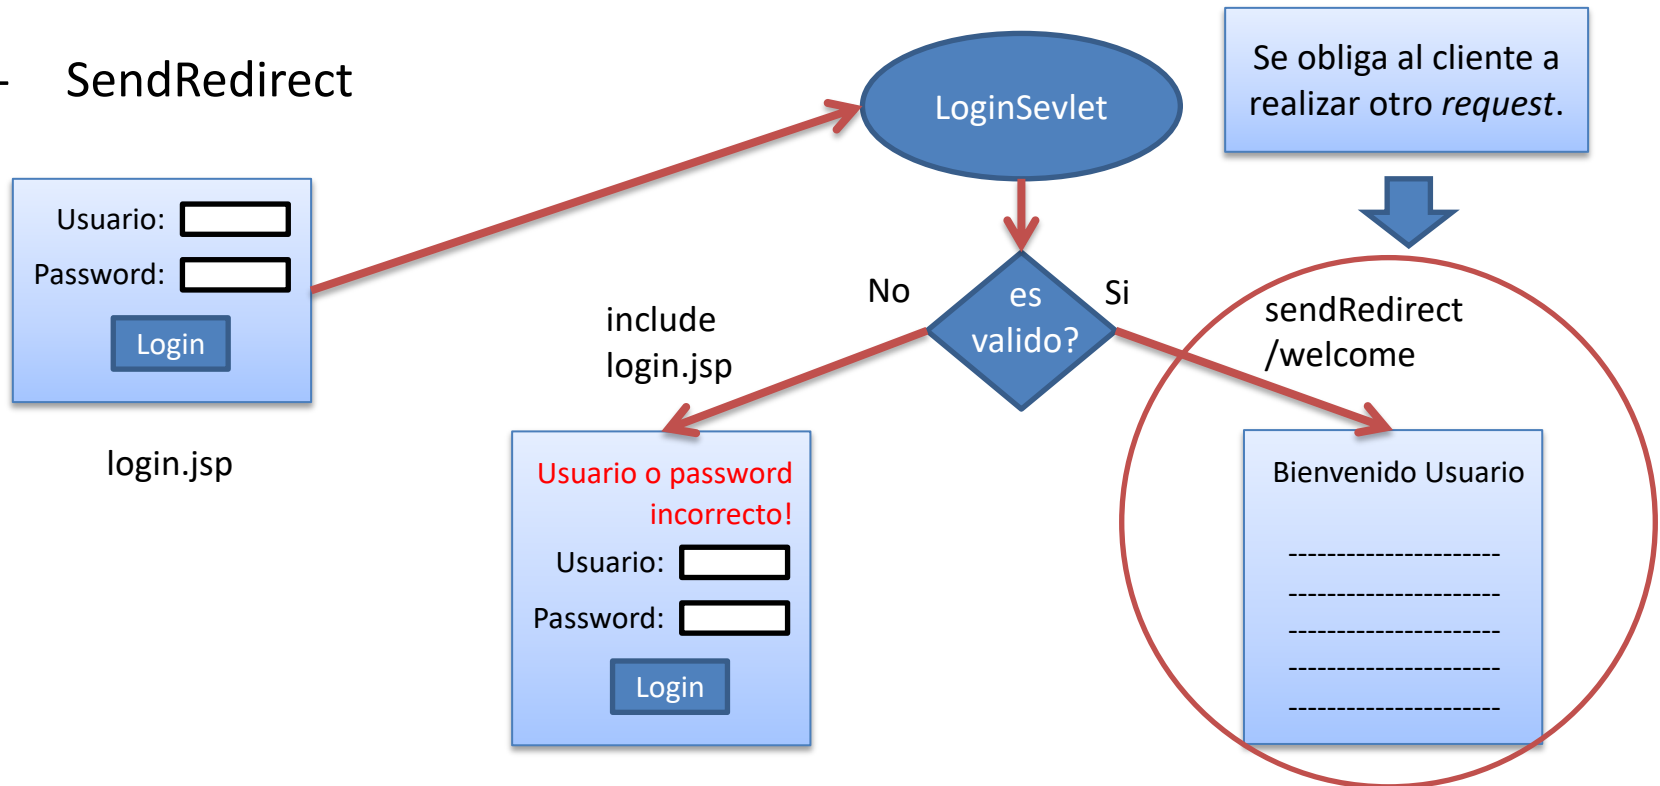 - SendRedirect
Usuario:
Password:
Login
login.jsp
LoginSevlet
Se obliga al cliente a
realizar otro request.
es
valido?
No
Si
include
login.jsp
sendRedirect
/welcome
Usuario o password
incorrecto!
Usuario:
Password:
Login
Bienvenido Usuario
----------------------
----------------------
----------------------
----------------------
----------------------